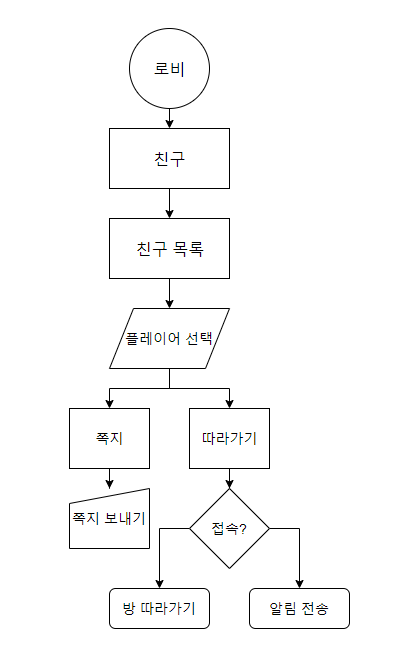 로비
친구
친구 목록
플레이어 선택
쪽지
따라가기
쪽지 보내기
접속?
방 따라가기
알림 전송